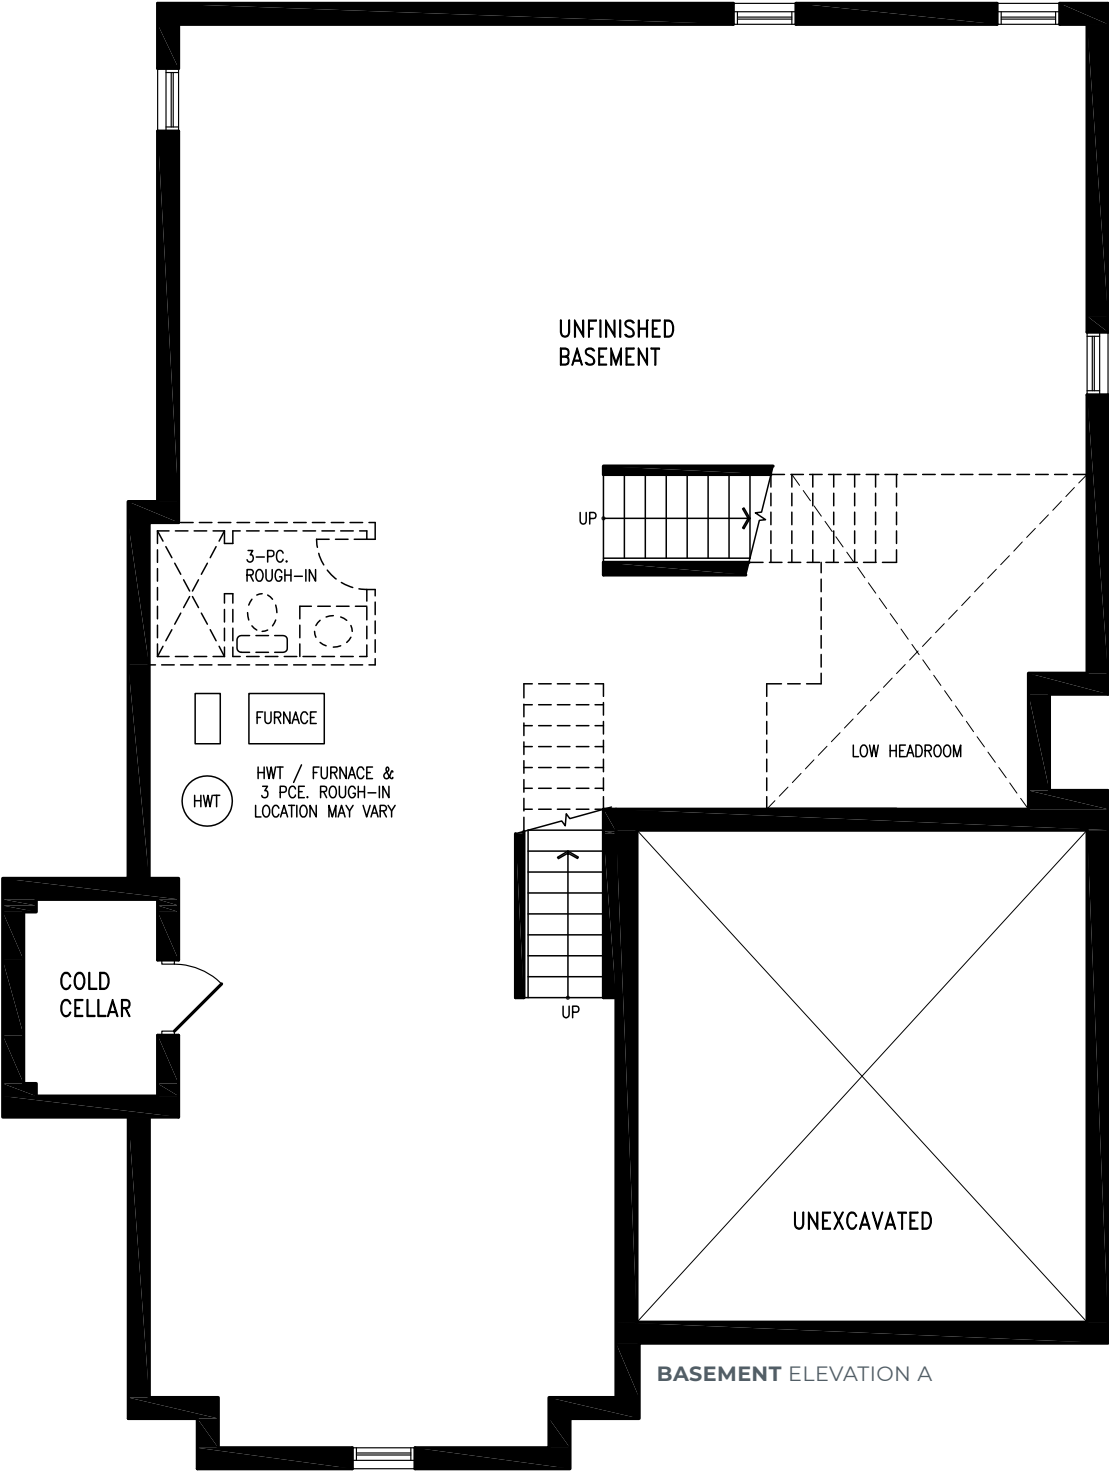 UNFINISHED
BASEMENT
UP
3-PC.
ROUGH-IN
FURNACE
LOW HEADROOM
HWT / FURNACE &
3 PCE. ROUGH-IN
LOCATION MAY VARY
HWT
COLD
CELLAR
UP
UNEXCAVATED
BASEMENT ELEVATION A